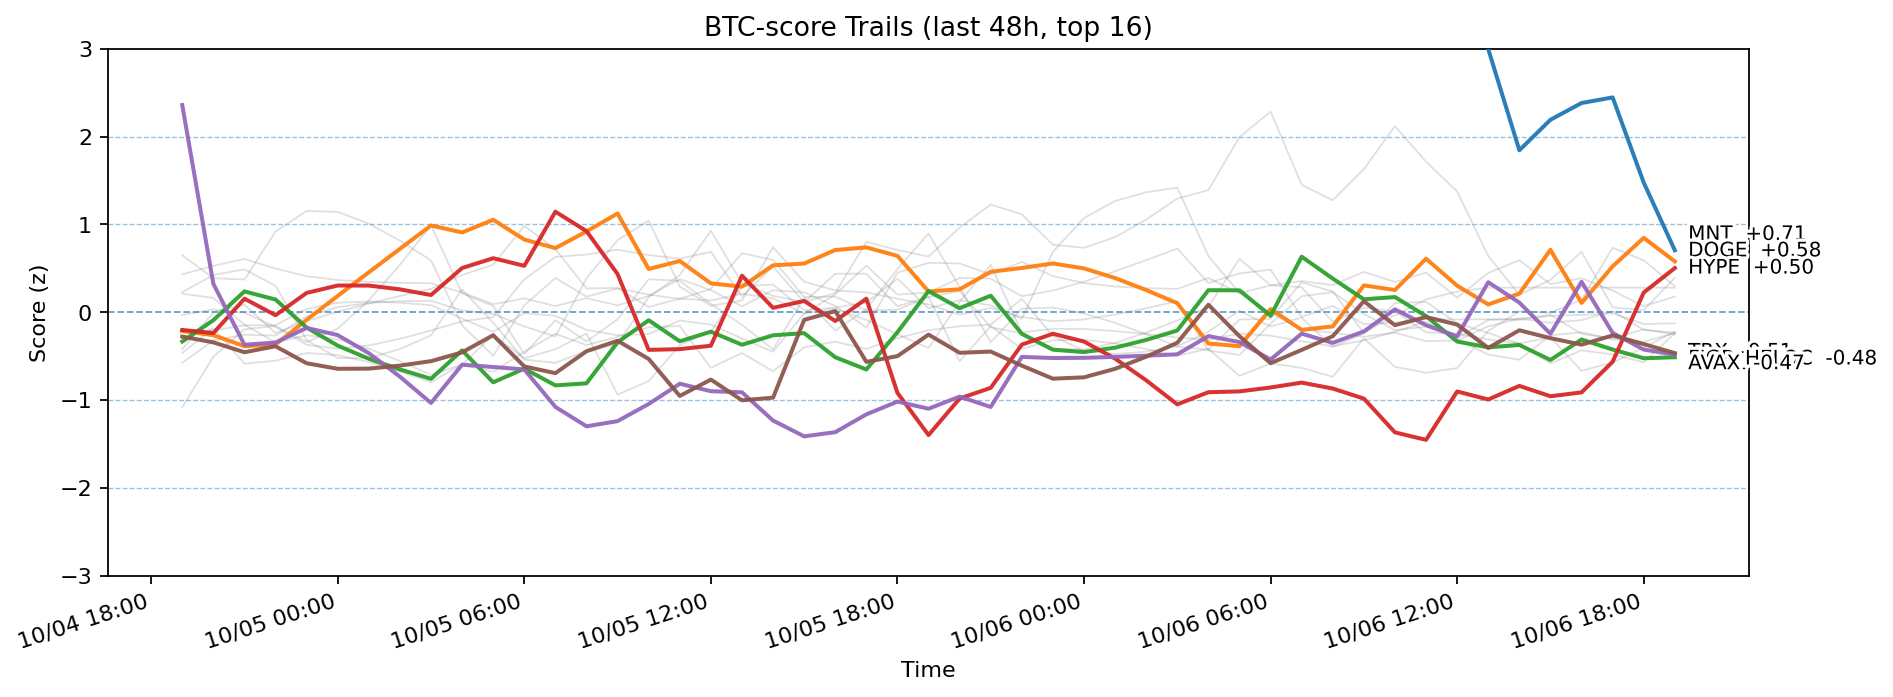 BTC-score Trails (last 48h, top 16)
Score (z)
3
2
1
0
−1
−2
−3
MNT +0.71
DOGE +0.58
HYPE +0.50
-0.48
AVAX -0.47
10/04 18:00
10/05 00:00
10/05 06:00
10/05 12:00
10/05 18:00
10/06 00:00
10/06 06:00
10/06 12:00
10/06 18:00
Time